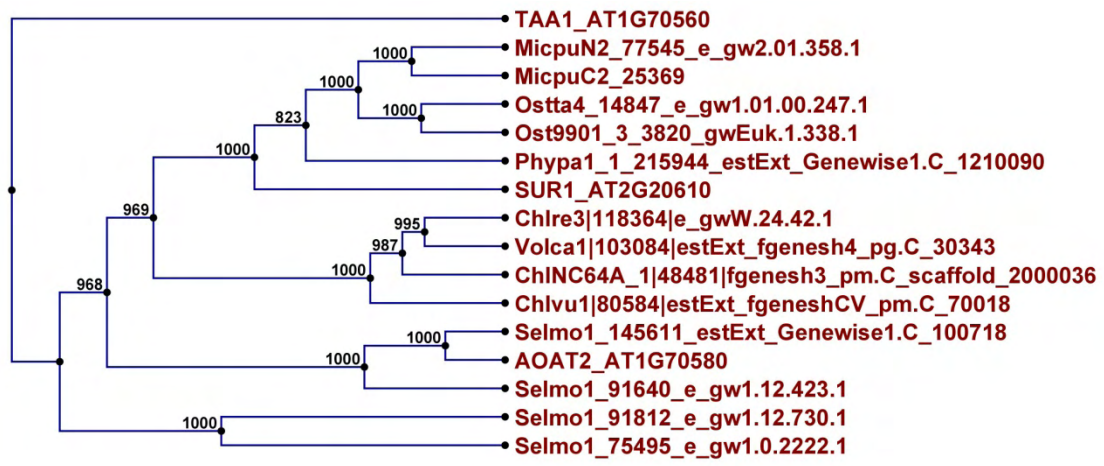 TAA1_AT1G70560
1000 MicpuN2_77545_e_gw2.01.358.1
1000 MicpuC2_25369
1000 Ostta4_14847_e_gw1.01.00.247.1
823 Ost9901_3_3820_gwEuk.1.338.1
1000 Phypa1_1_215944_estExt_Genewise1.C_1210090
SUR1_AT2G20610
969 Chlre3|118364|e_gwW.24.42.1
995 Volca1|103084|estExt_fgenesh4_pg.C_30343
987 ChlNC64A_1|48481|fgenesh3_pm.C_scaffold_2000036
1000 Chlvu1|80584|estExt_fgeneshCV_pm.C_70018
968 Selmo1_145611_estExt_Genewise1.C_100718
1000 AOAT2_AT1G70580
1000 Selmo1_91640_e_gw1.12.423.1
Selmo1_91812_e_gw1.12.730.1
1000 Selmo1_75495_e_gw1.0.2222.1